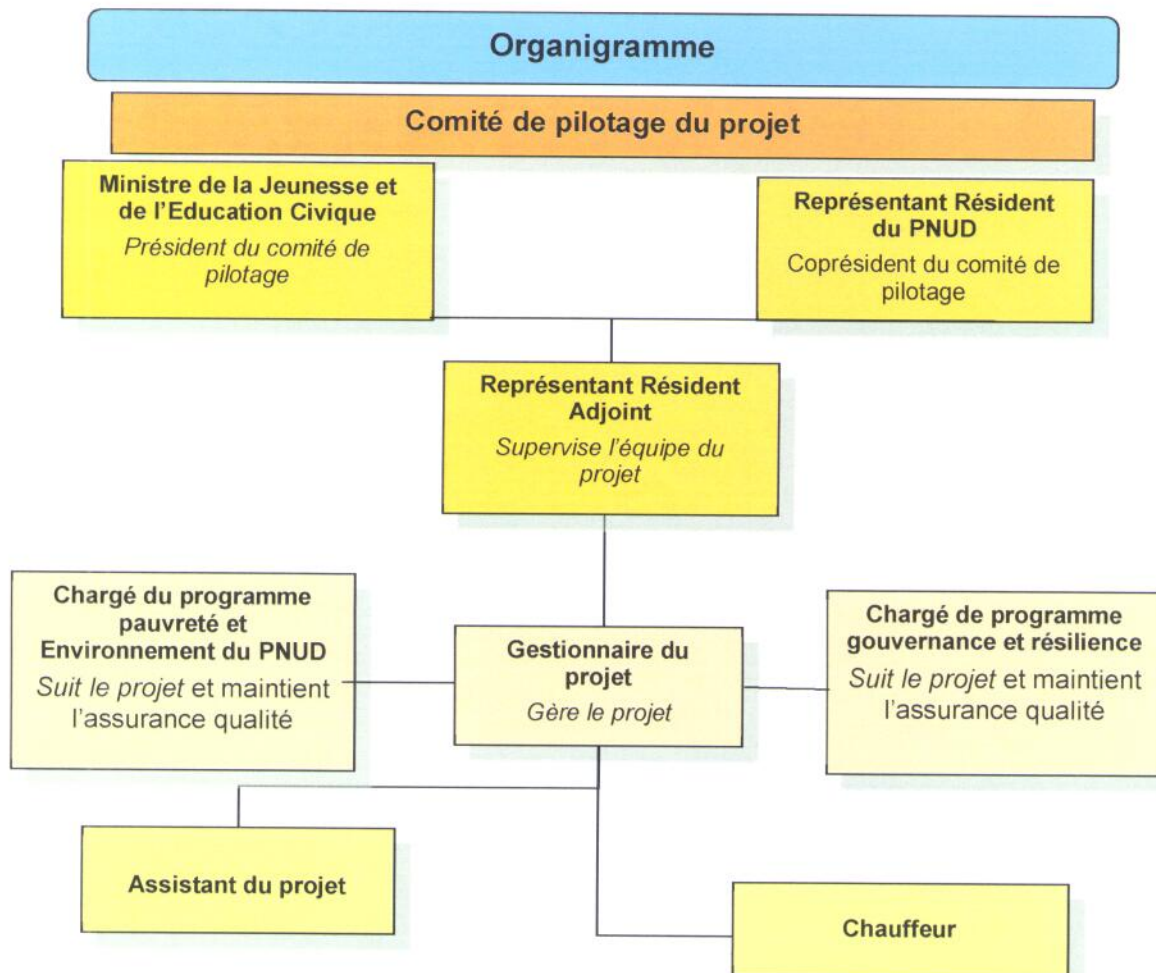 Organigramme
Comité de pilotage du projet
Ministre de la Jeunesse et
de l'Education Civique
Président du comité de
pilotage
Représentant Résident
du PNUD
Coprésident du comité de
pilotage
Représentant Résident
Adjoint
Supervise l'équipe du
projet
Chargé du programme
pauvreté et
Environnement du PNUD
Suit le projet et maintient
l'assurance qualité
Gestionnaire du
projet
Gère le projet
Chargé de programme
gouvernance et résilience
Suit le projet et maintient
l'assurance qualité
Assistant du projet
Chauffeur